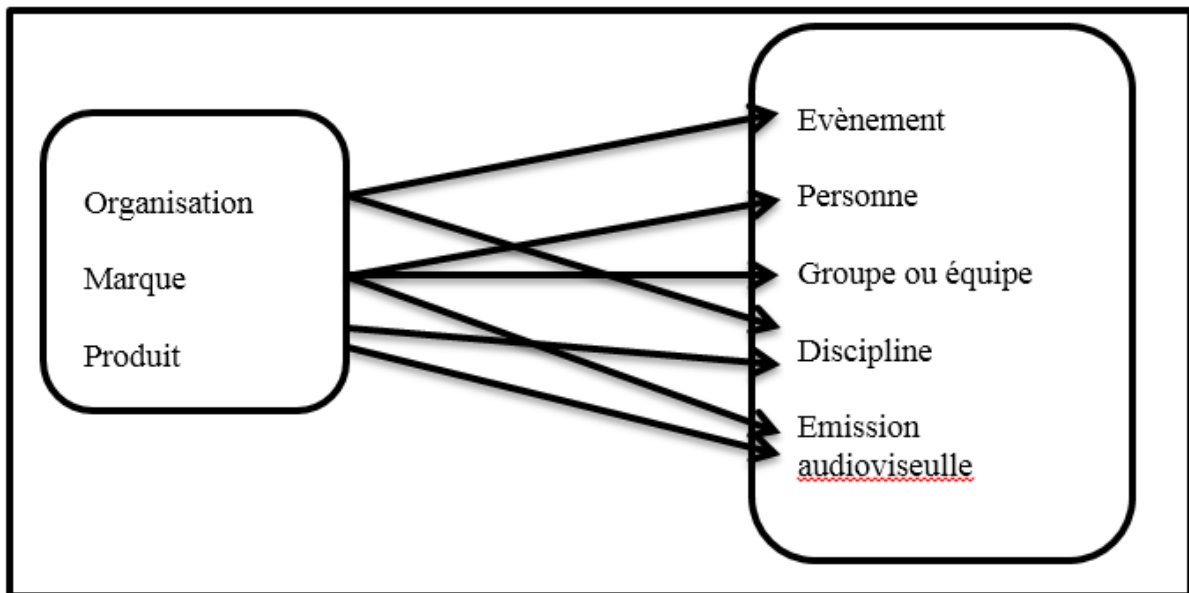 Organisation
Marque
Produit
Evènement
Personne
Groupe ou équipe
Discipline
Emission
audioviseulle